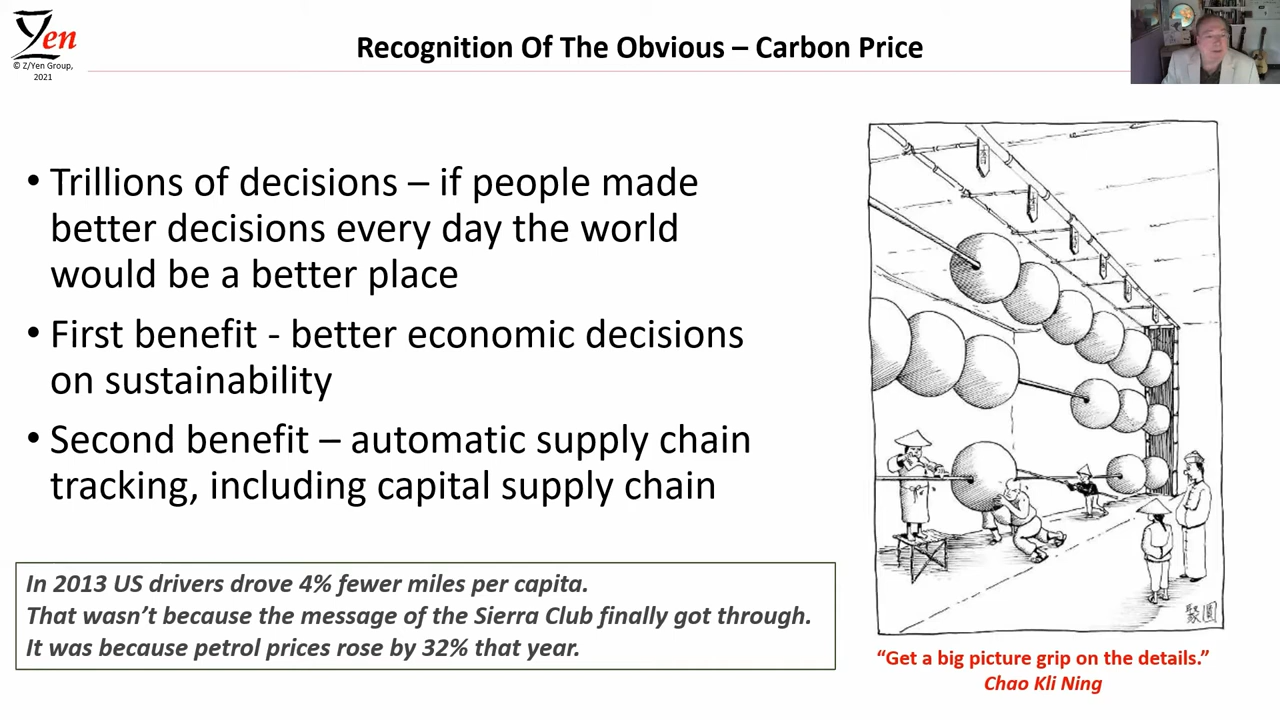 Zen
© Z/Yen Group,
2021
Recognition Of The Obvious – Carbon Price
• Trillions of decisions – if people made
better decisions every day the world
would be a better place
• First benefit - better economic decisions
on sustainability
• Second benefit – automatic supply chain
tracking, including capital supply chain
In 2013 US drivers drove 4% fewer miles per capita.
That wasn’t because the message of the Sierra Club finally got through.
It was because petrol prices rose by 32% that year.
“Get a big picture grip on the details.”
Chao Kli Ning